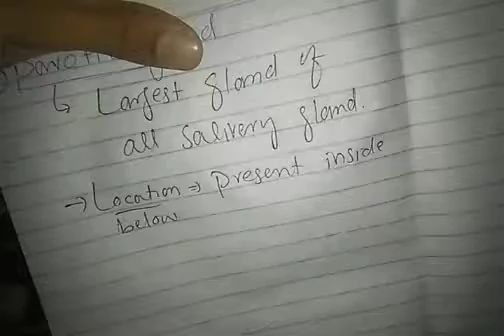 ↳ Largest gland of
all salivery gland.
→ Location → present inside
below